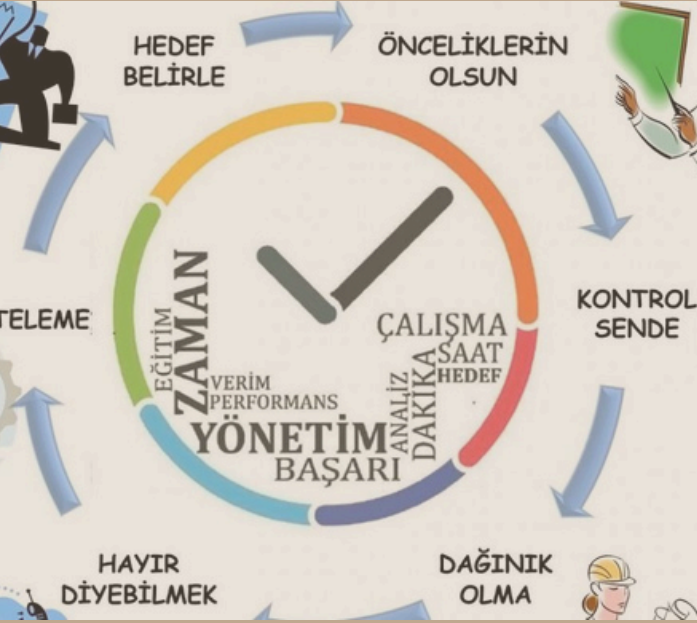 HEDEF
BELİRLE
ÖNCELİKLERİN
OLSUN
KONTROL
SENDE
DAĞINIK
OLMA
HAYIR
DİYEBİLMEK
TELEME
EĞİTİM
ZAMAN
VERİM
PERFORMANS
YÖNETİM
BAŞARI
ANALİZ
DAKİKA
ÇALIŞMA
SAAT
HEDEF